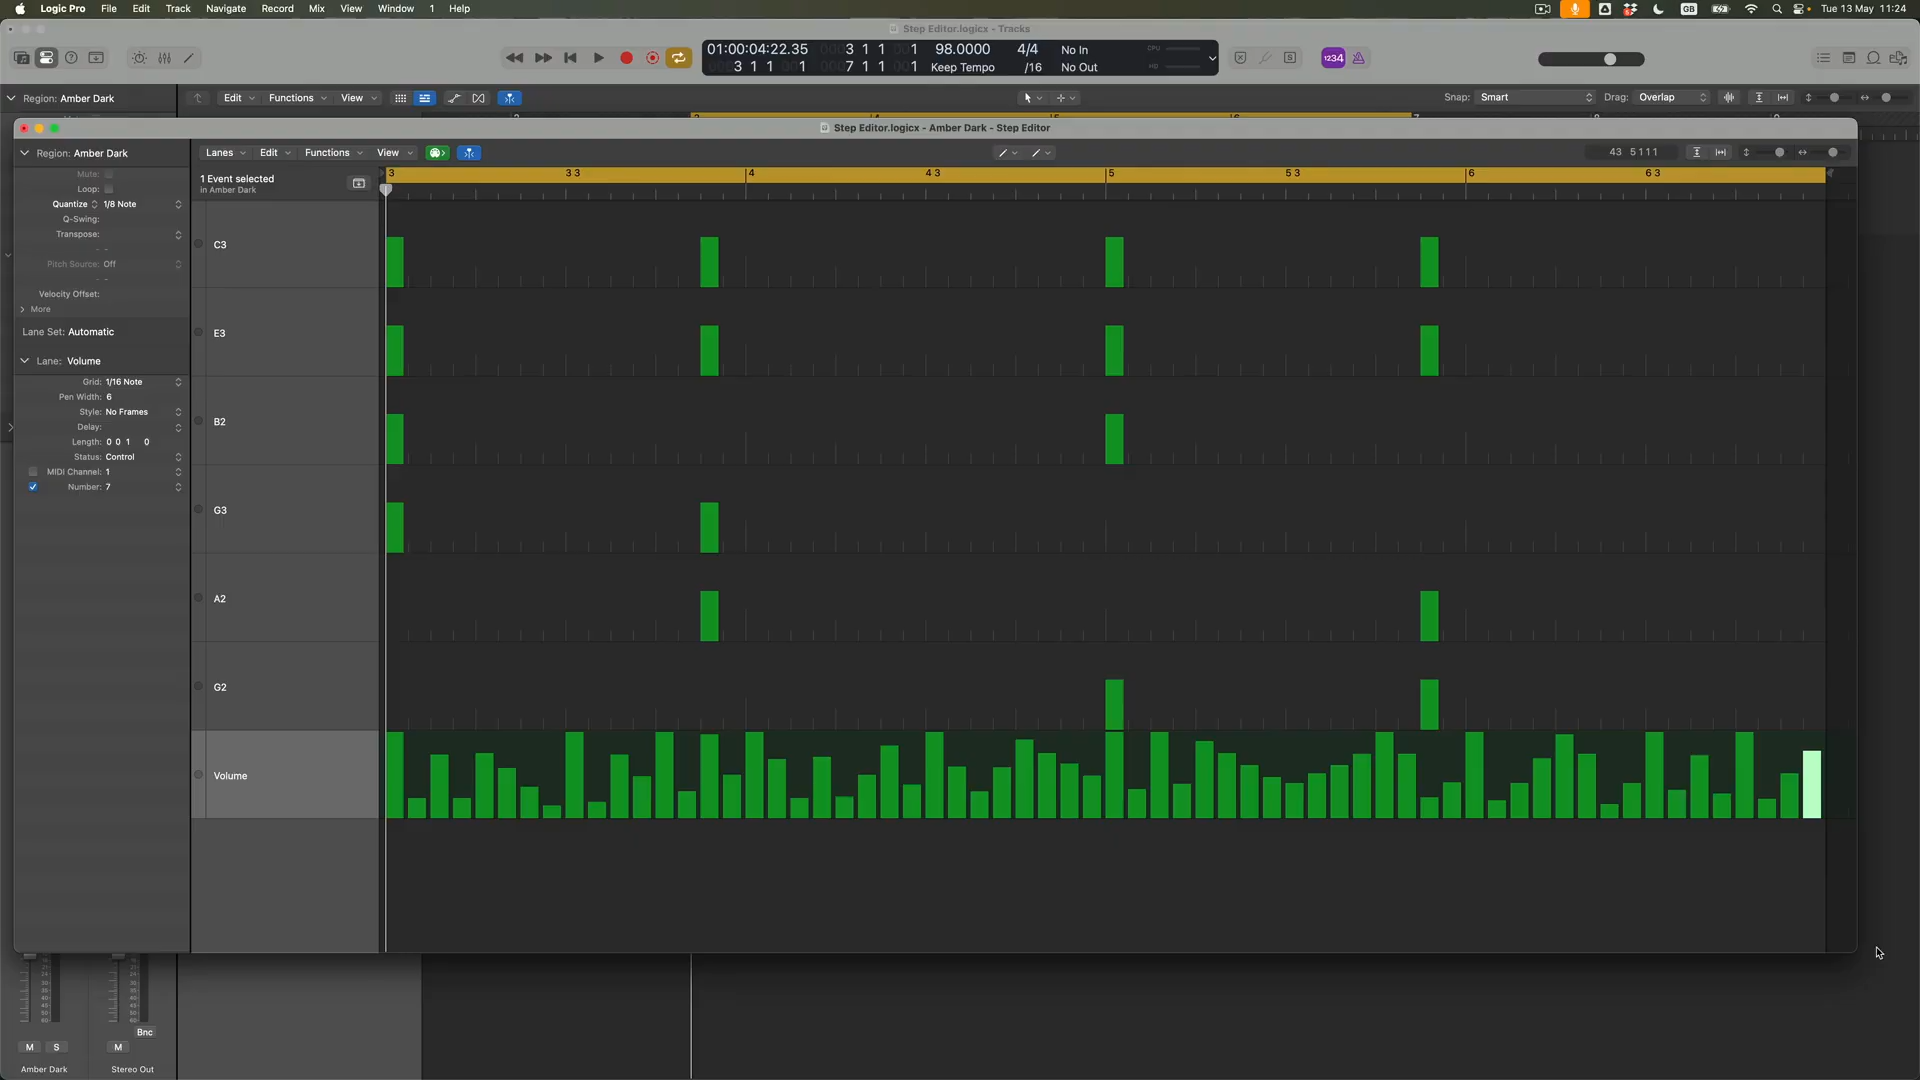 Logic Pro File Edit Track Navigate Record Mix View Window 1 Help GB Tue 13 May 11:24
Step Editor.logicx - Tracks
01:00:04:22.35 3 1 1 1 98.0000 4/4 No In CPU
3 1 1 1 7 1 1 1 Keep Tempo /16 No Out HD
1234
Region: Amber Dark Edit Functions View Snap: Smart Drag: Overlap
Step Editor.logicx - Amber Dark - Step Editor
Region: Amber Dark Lanes Edit Functions View 43 5111
Mute:
Loop:
Quantize 1/8 Note
Q-Swing:
Transpose:
Pitch Source: Off
Velocity Offset:
More
Lane Set: Automatic
Lane: Volume
Grid: 1/16 Note
Pen Width: 6
Style: No Frames
Delay:
Length: 0 0 1 0
Status: Control
MIDI Channel: 1
Number: 7
1 Event selected
in Amber Dark
3 3 3 4 4 3 5 5 3 6 6 3
C3
E3
B2
G3
A2
G2
Volume
Bnc
M S M
Amber Dark Stereo Out